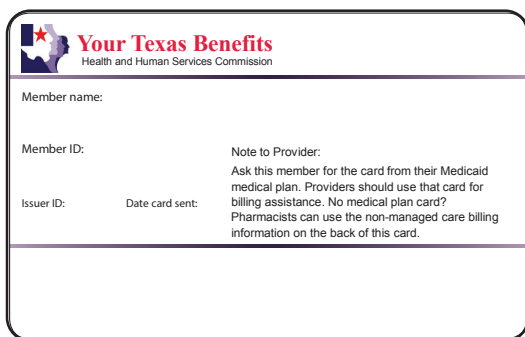 Your Texas Benefits
Health and Human Services Commission
Member name:
Member ID:
Note to Provider:
Ask this member for the card from their Medicaid
medical plan. Providers should use that card for
billing assistance. No medical plan card?
Pharmacists can use the non-managed care billing
information on the back of this card.
Issuer ID:
Date card sent: